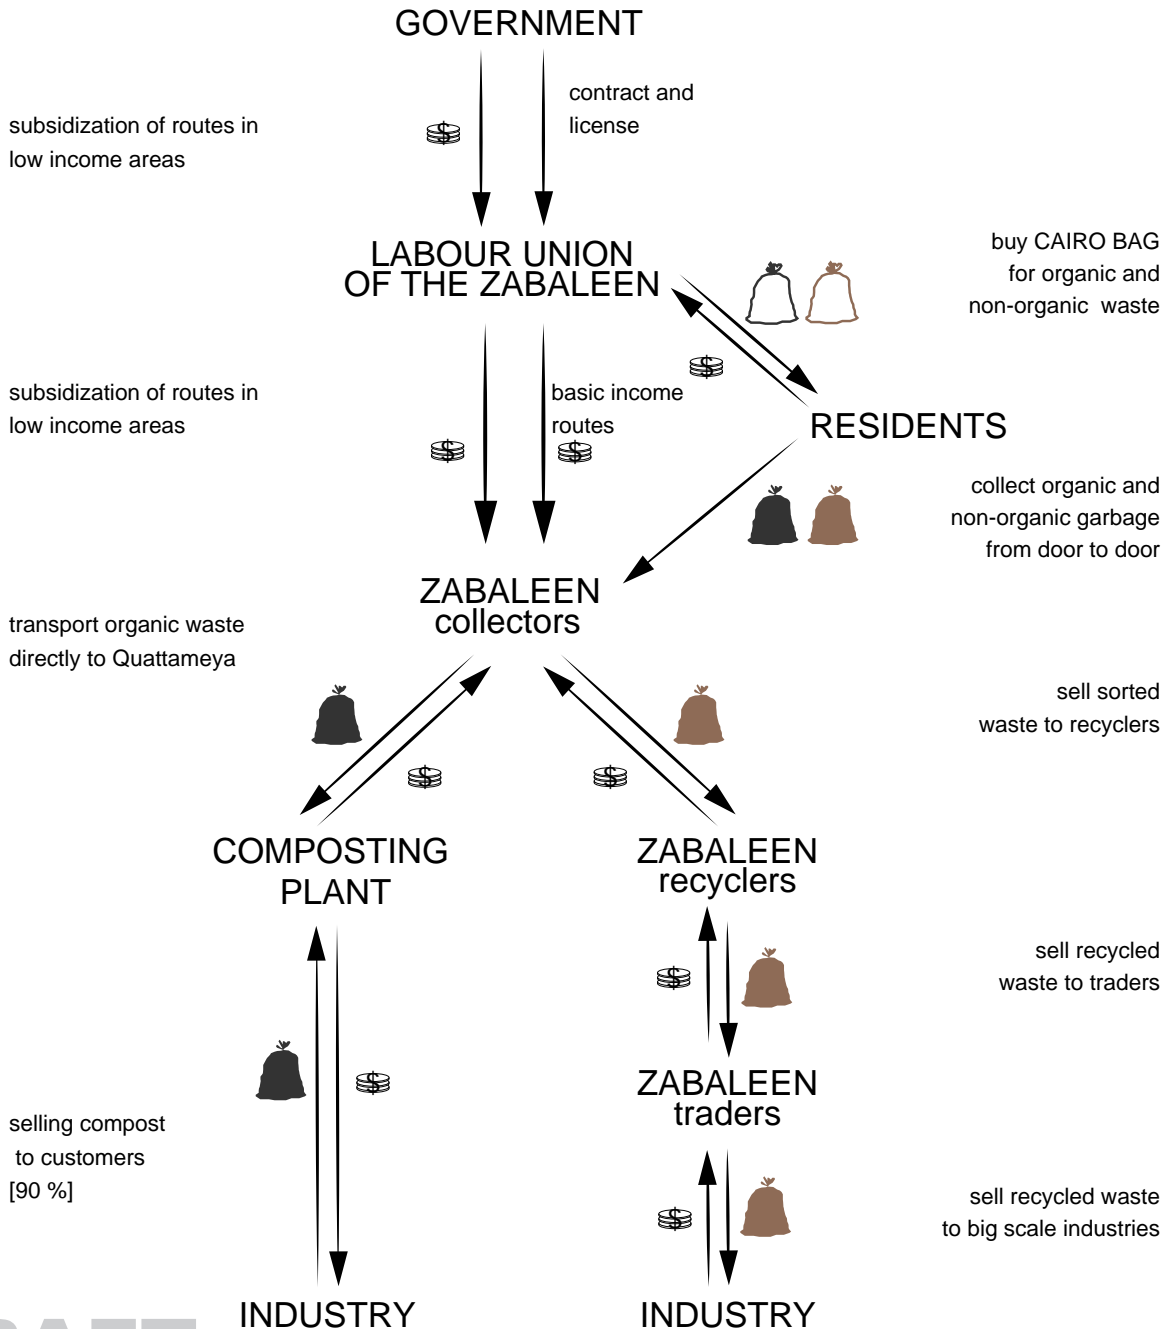 GOVERNMENT
contract and
license
subsidization of routes in
low income areas
$
LABOUR UNION
OF THE ZABALEEN
buy CAIRO BAG
for organic and
non-organic waste
$
subsidization of routes in
low income areas
basic income
routes
$
$
RESIDENTS
collect organic and
non-organic garbage
from door to door
ZABALEEN
collectors
transport organic waste
directly to Quattameya
sell sorted
waste to recyclers
$
$
COMPOSTING
PLANT
ZABALEEN
recyclers
sell recycled
waste to traders
$
ZABALEEN
traders
$
selling compost
to customers
[90 %]
sell recycled waste
to big scale industries
$
INDUSTRY
INDUSTRY